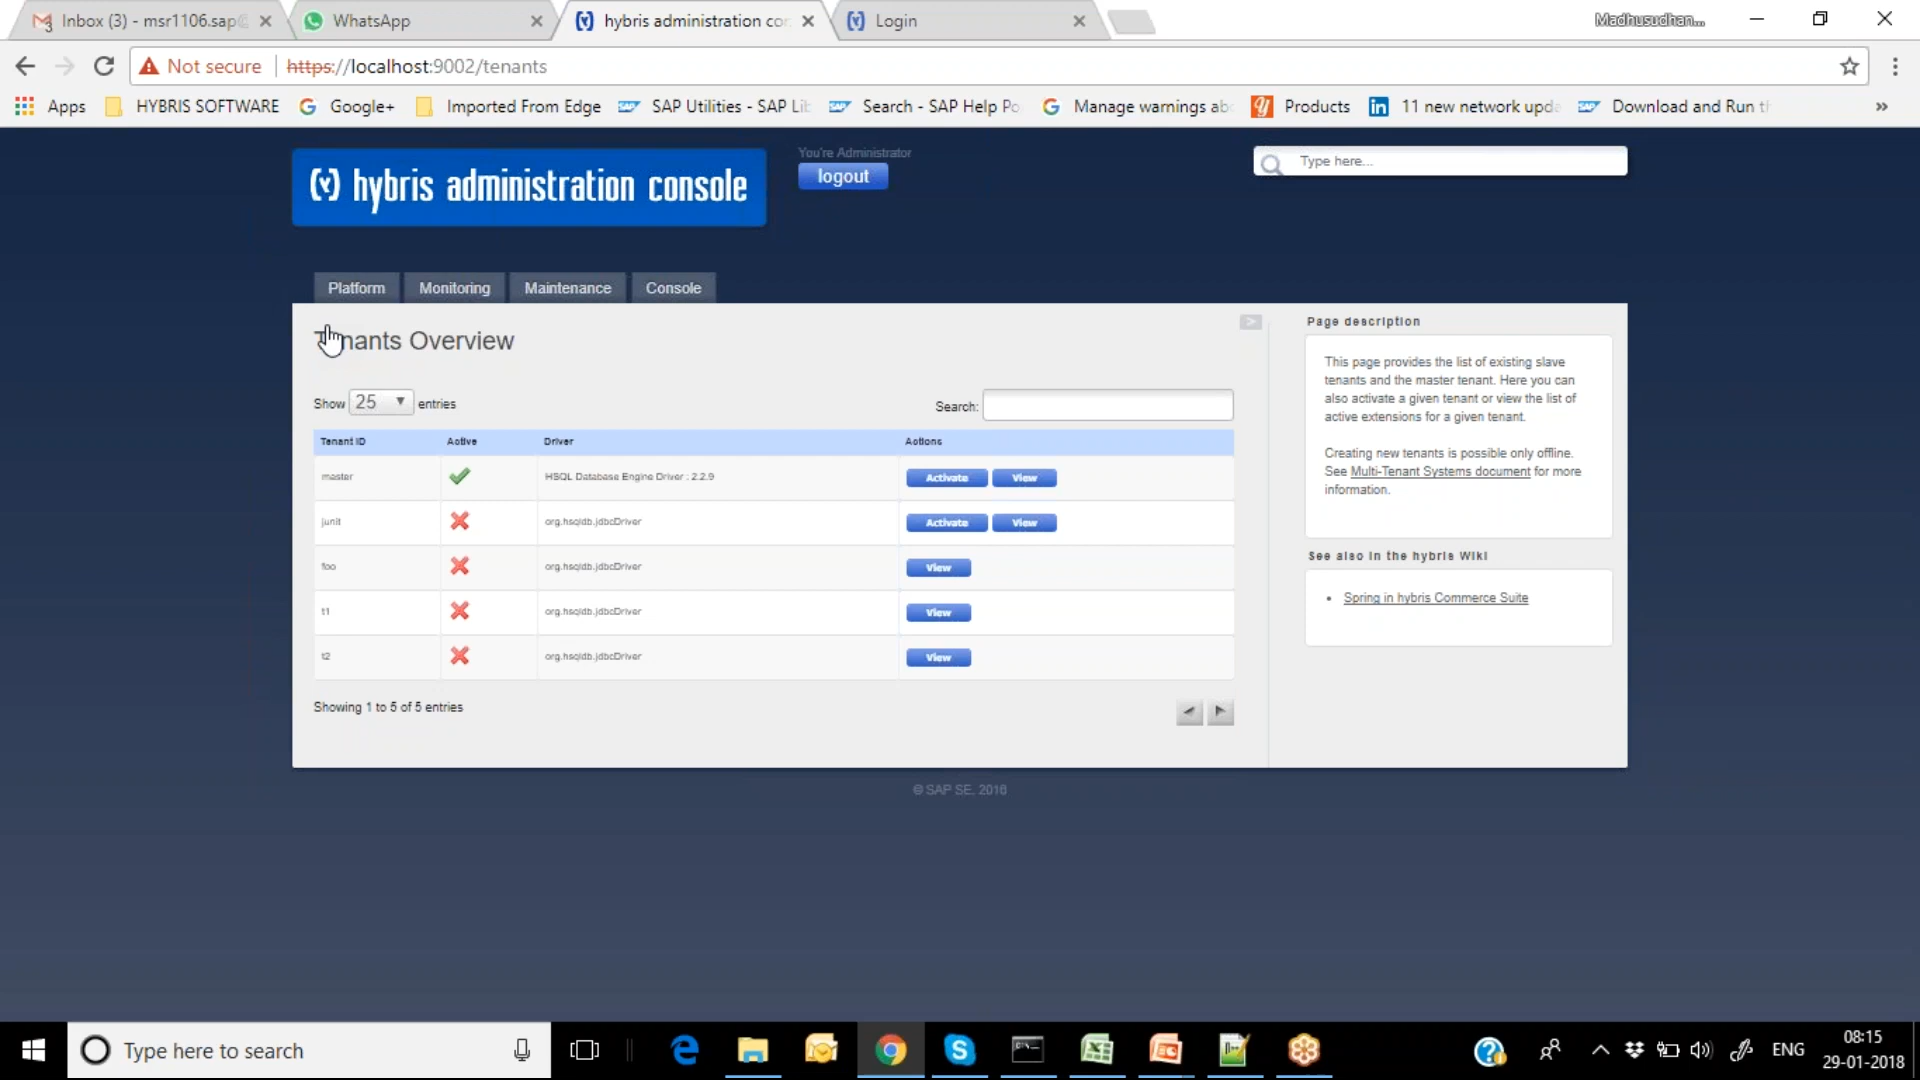 Inbox (3) - msr1106.sap@
WhatsApp
hybris administration con
Login
Madhusudhan...
Not secure
https://localhost:9002/tenants
Apps
HYBRIS SOFTWARE
Google+
Imported From Edge
SAP Utilities - SAP Lib
Search - SAP Help Po
Manage warnings ab
Products
11 new network upda
Download and Run th
»
(y) hybris administration console
You're Administrator
logout
Type here...
Platform
Monitoring
Maintenance
Console
Tenants Overview
Show 25 entries
Search:
Tenant ID
Active
Driver
Actions
master
HSQL Database Engine Driver : 2.2.9
Activate
View
junit
org.hsqldb.jdbcDriver
Activate
View
foo
org.hsqldb.jdbcDriver
View
t1
org.hsqldb.jdbcDriver
View
t2
org.hsqldb.jdbcDriver
View
Showing 1 to 5 of 5 entries
Page description
This page provides the list of existing slave
tenants and the master tenant. Here you can
also activate a given tenant or view the list of
active extensions for a given tenant.
Creating new tenants is possible only offline.
See Multi-Tenant Systems document for more
information.
See also in the hybris Wiki
Spring in hybris Commerce Suite
© SAP SE, 2016
Type here to search
ENG
08:15
29-01-2018